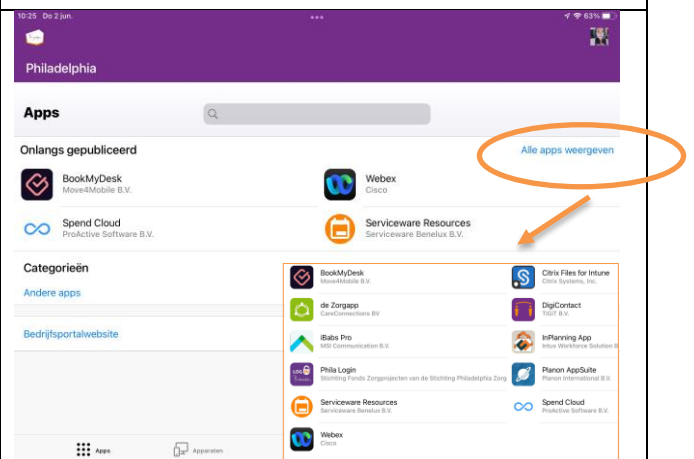 10:25 Do 2 jun.
63%
Philadelphia
Apps
Onlangs gepubliceerd
Alle apps weergeven
BookMyDesk
Move4Mobile B.V.
Webex
Cisco
Spend Cloud
ProActive Software B.V.
Serviceware Resources
Serviceware Benelux B.V.
Categorieën
Andere apps
Bedrijfsportalwebsite
BookMyDesk
Move4Mobile B.V.
Citrix Files for Intune
Citrix Systems, Inc.
de Zorgapp
CareConnections BV
DigiContact
TIGIT B.V.
iBabs Pro
MSI Communication B.V.
InPlanning App
Intus Workforce Solution B
Phila Login
Stichting Fonds Zorgprojecten van de Stichting Philadelphia Zorg
Planon AppSuite
Planon International B.V.
Serviceware Resources
Serviceware Benelux B.V.
Spend Cloud
ProActive Software B.V.
Webex
Cisco
Apps
Apparaten